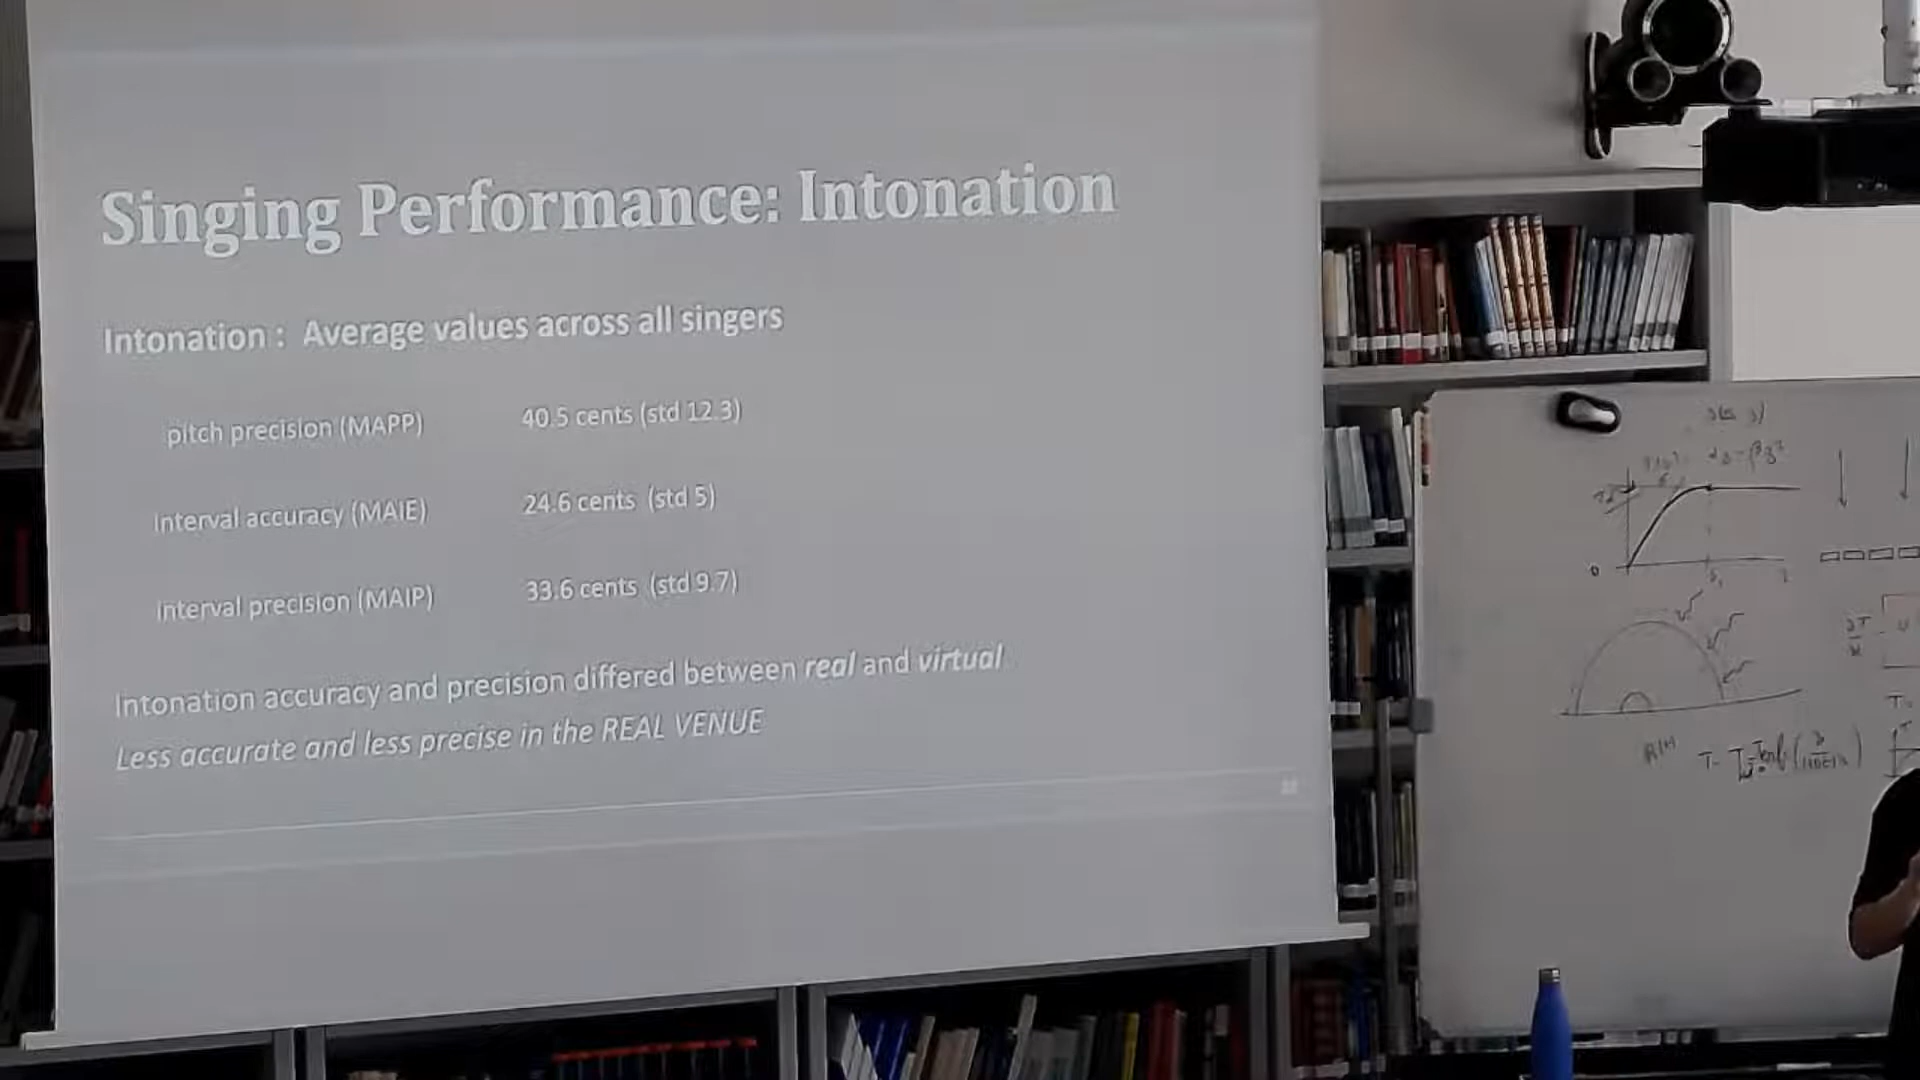 Singing Performance: Intonation
Intonation : Average values across all singers
pitch precision (MAPP) 40.5 cents (std 12.3)
interval accuracy (MAIE) 24.6 cents (std 5)
interval precision (MAIP) 33.6 cents (std 9.7)
Intonation accuracy and precision differed between real and virtual
Less accurate and less precise in the REAL VENUE